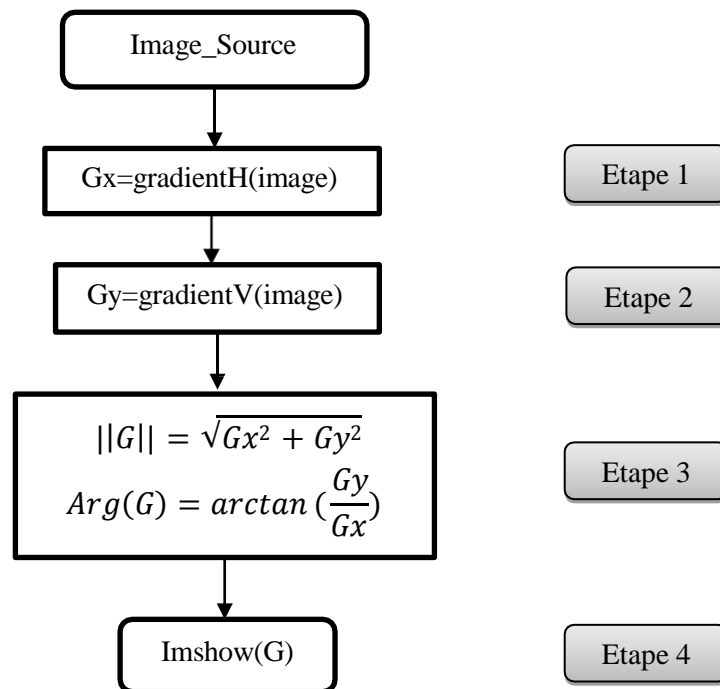 Image_Source
Gx=gradientH(image)
Etape 1
Gy=gradientV(image)
Etape 2
||G|| = √(Gx² + Gy²)
Arg(G) = arctan (Gy/Gx)
Etape 3
Imshow(G)
Etape 4